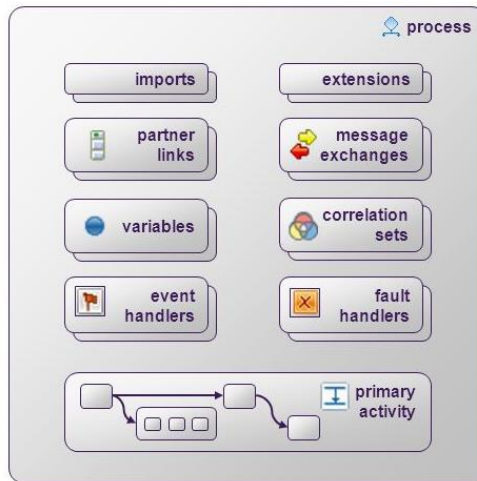 process
imports
extensions
partner
links
message
exchanges
variables
correlation
sets
event
handlers
fault
handlers
primary
activity